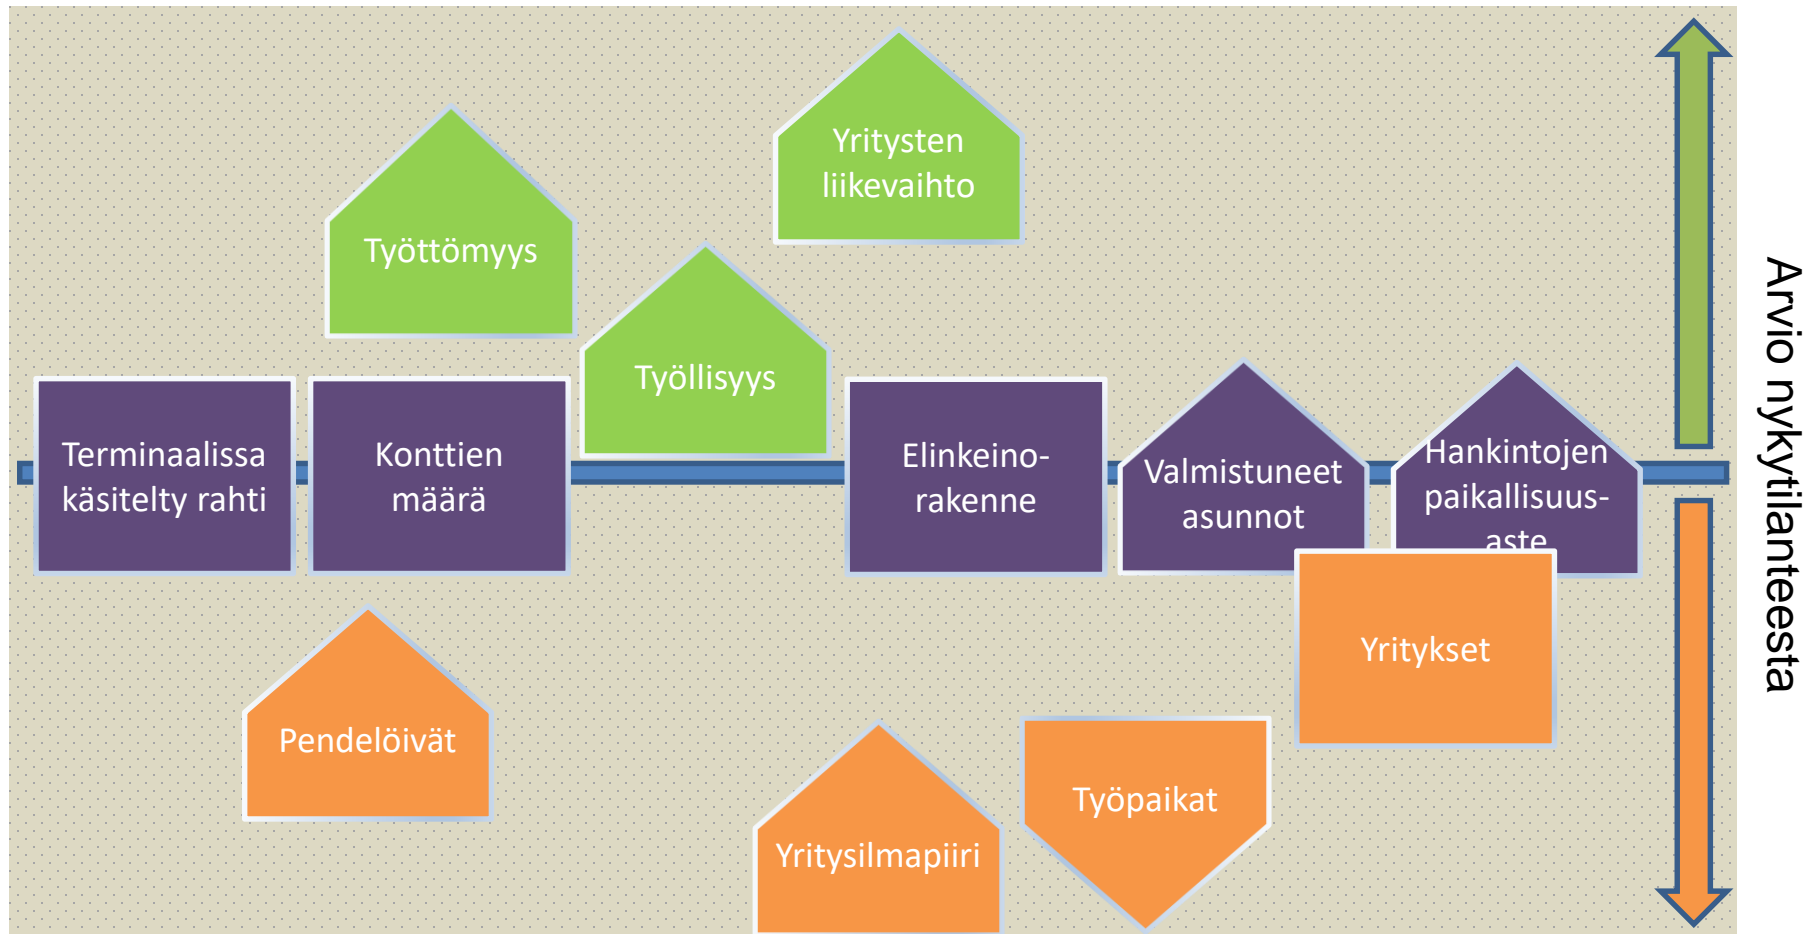 Yritysten
liikevaihto
Työttömyys
Työllisyys
Terminaalissa
käsitelty rahti
Konttien
määrä
Elinkeino-
rakenne
Valmistuneet
asunnot
Hankintojen
paikallisuus-
aste
Yritykset
Pendelöivät
Työpaikat
Yritysilmapiiri
Arvio nykytilanteesta